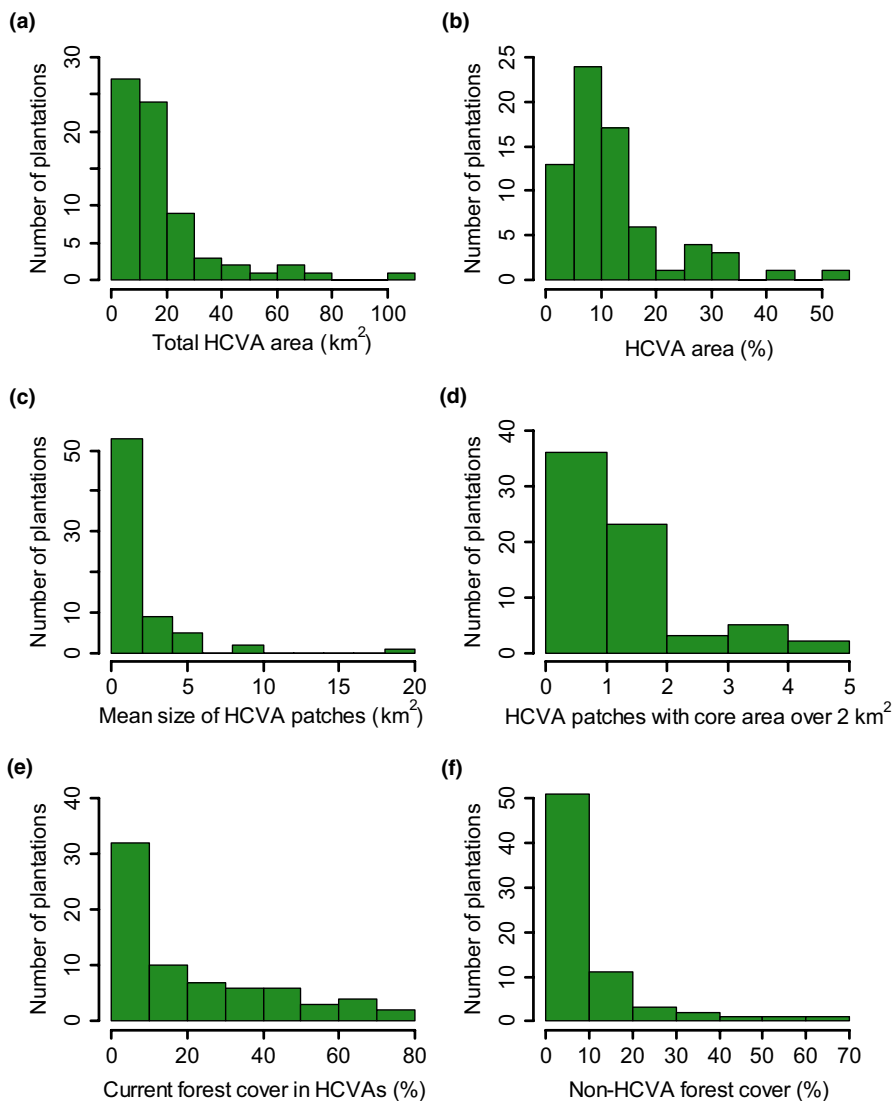 (a)
30
20
10
5
0
Number of plantations
0 20 40 60 80 100
Total HCVA area (km²)
(b)
25
20
15
10
5
0
Number of plantations
0 10 20 30 40 50
HCVA area (%)
(c)
50
30
10
0
Number of plantations
0 5 10 15 20
Mean size of HCVA patches (km²)
(d)
40
30
20
10
0
Number of plantations
0 1 2 3 4 5
HCVA patches with core area over 2 km²
(e)
40
30
20
10
0
Number of plantations
0 20 40 60 80
Current forest cover in HCVAs (%)
(f)
50
40
30
20
10
0
Number of plantations
0 10 20 30 40 50 60 70
Non-HCVA forest cover (%)